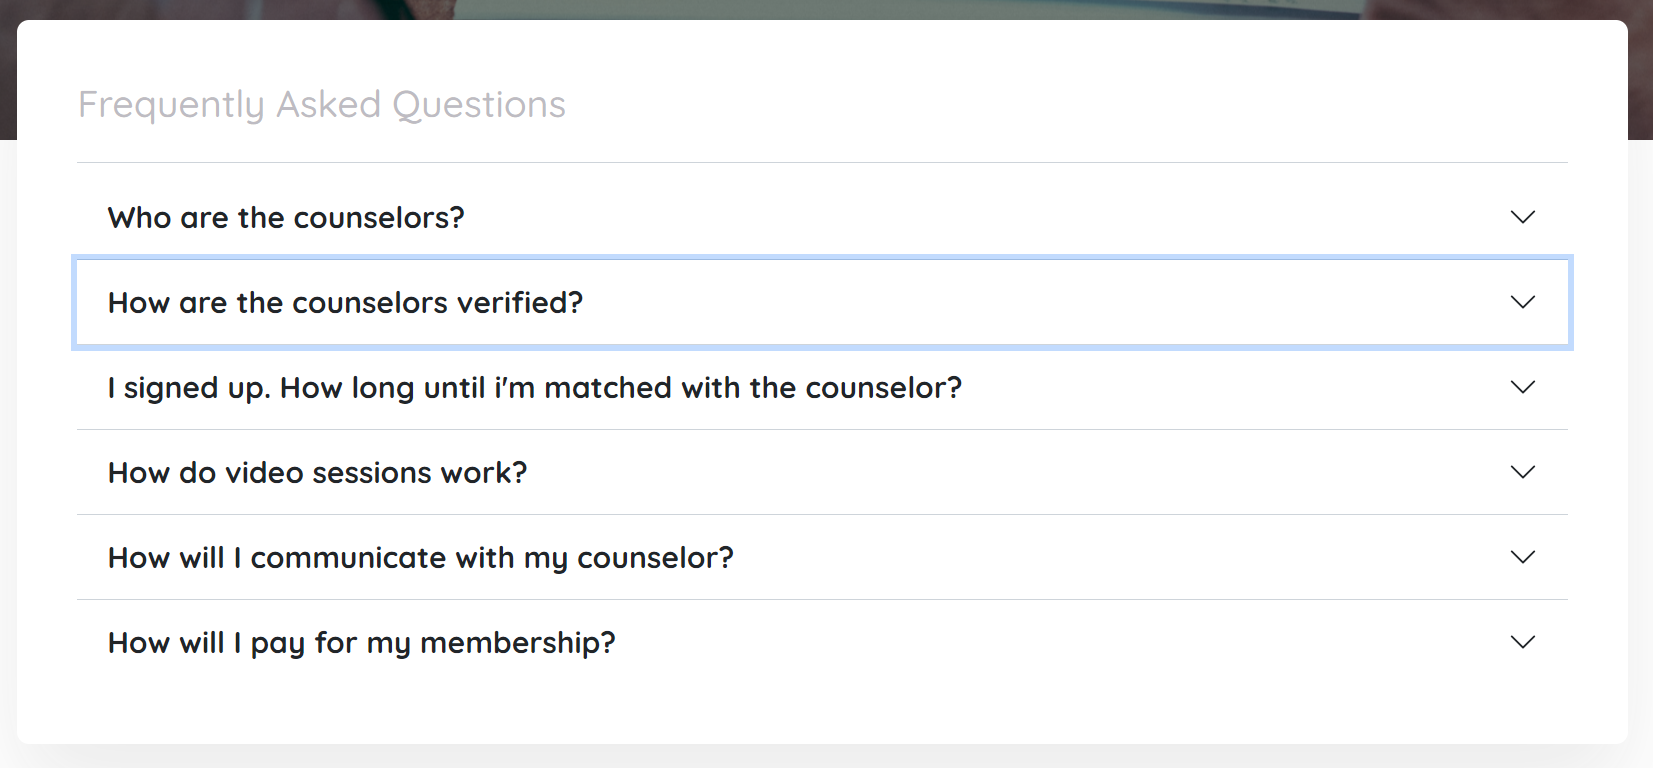 Frequently Asked Questions
Who are the counselors?
How are the counselors verified?
I signed up. How long until i'm matched with the counselor?
How do video sessions work?
How will I communicate with my counselor?
How will I pay for my membership?